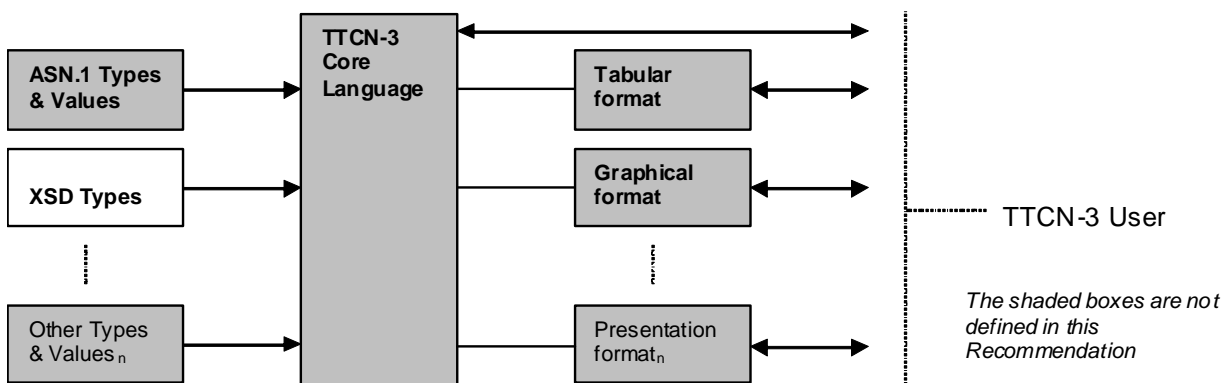 ASN.1 Types
& Values
XSD Types
Other Types
& Values n
TTCN-3
Core
Language
Tabular
format
Graphical
format
Presentation
format n
TTCN-3 User
The shaded boxes are not
defined in this
Recommendation